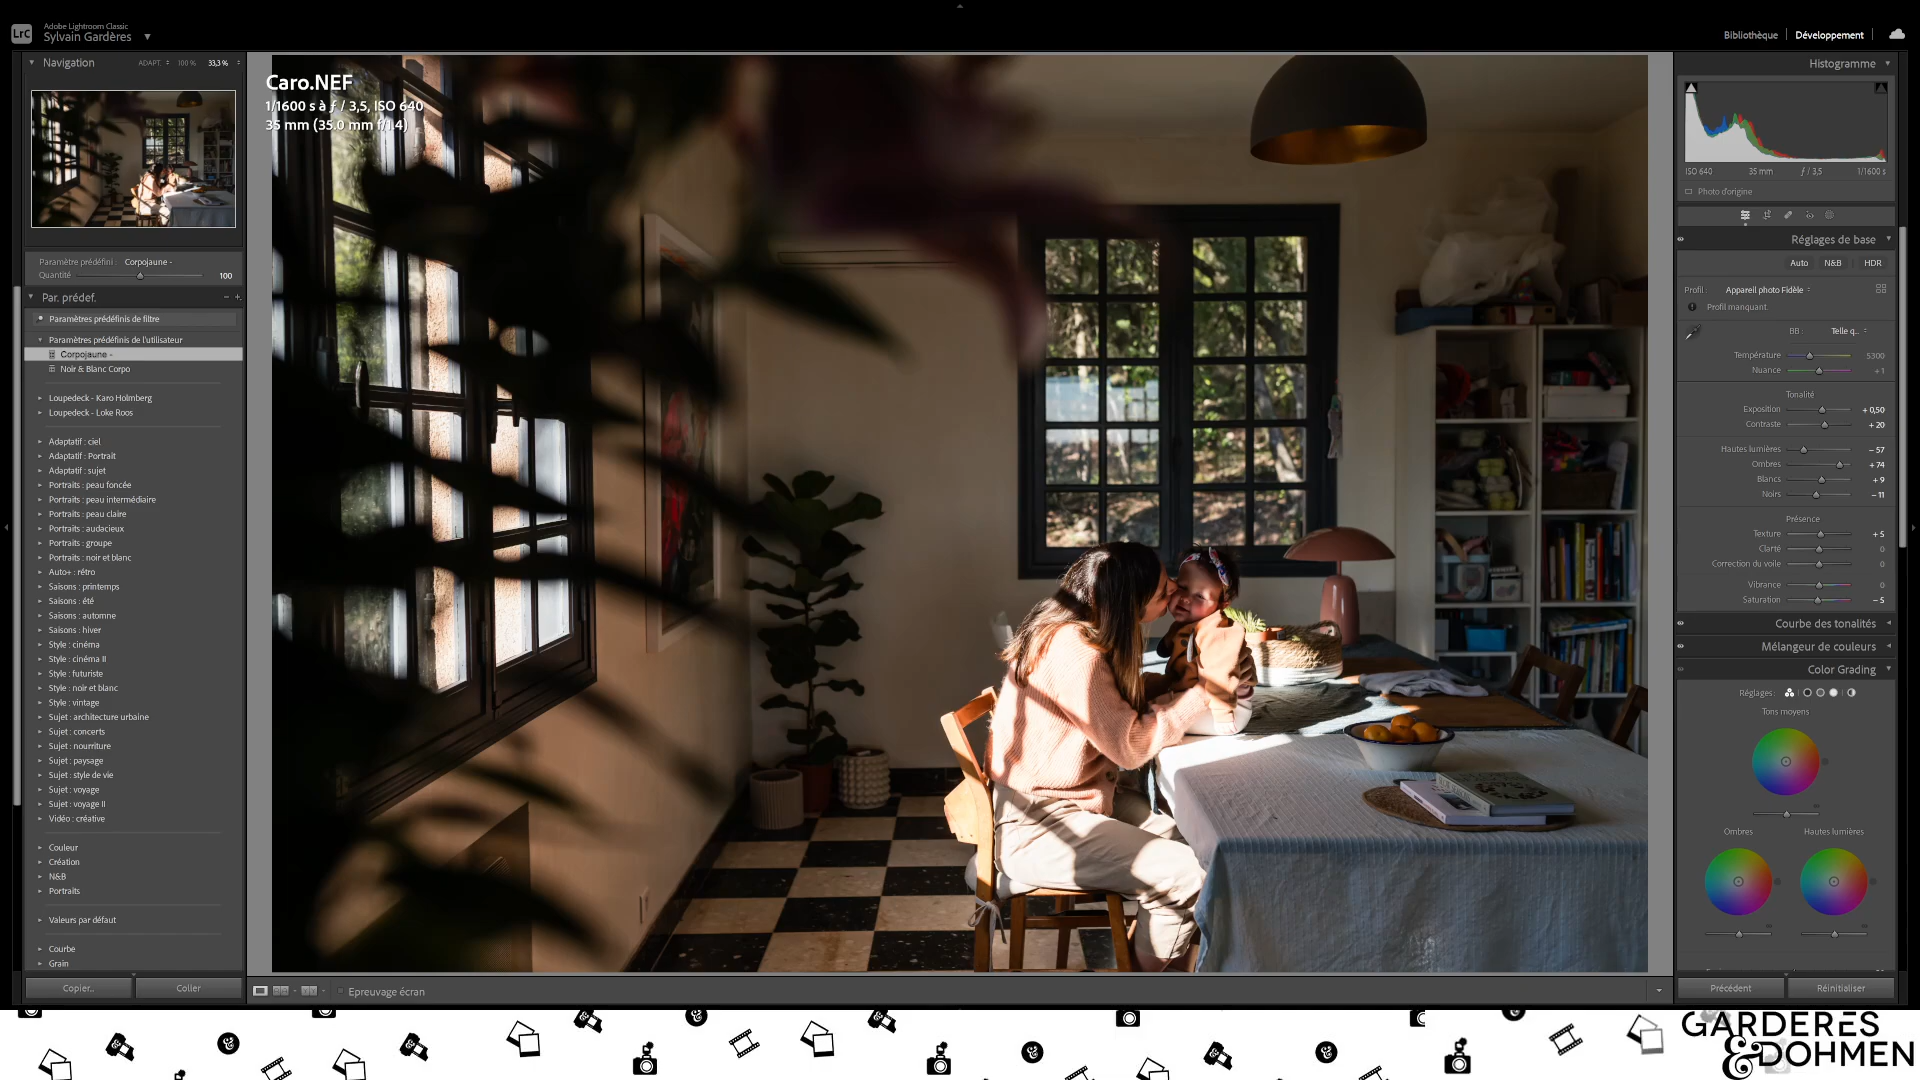 Adobe Lightroom Classic
LrC
Sylvain Gardères
Bibliothèque
Développement
Navigation
ADAPT.
100 %
33,3 %
Caro.NEF
1/1600 s à ƒ / 3,5, ISO 640
35 mm (35.0 mm f/1.4)
Paramètre prédéfini :
Corpojaune -
Quantité
100
Par. prédef.
Paramètres prédéfinis de filtre
Paramètres prédéfinis de l'utilisateur
Corpojaune -
Noir & Blanc Corpo
Loupedeck - Karo Holmberg
Loupedeck - Loke Roos
Adaptatif : ciel
Adaptatif : Portrait
Adaptatif : sujet
Portraits : peau foncée
Portraits : peau intermédiaire
Portraits : peau claire
Portraits : audacieux
Portraits : groupe
Portraits : noir et blanc
Auto+ : rétro
Saisons : printemps
Saisons : été
Saisons : automne
Saisons : hiver
Style : cinéma
Style : cinéma II
Style : futuriste
Style : noir et blanc
Style : vintage
Sujet : architecture urbaine
Sujet : concerts
Sujet : nourriture
Sujet : paysage
Sujet : style de vie
Sujet : voyage
Sujet : voyage II
Vidéo : créative
Couleur
Création
N&B
Portraits
Valeurs par défaut
Courbe
Grain
Copier...
Coller
Epreuvage écran
Histogramme
ISO 640
35 mm
ƒ / 3,5
1/1600 s
Photo d'origine
Réglages de base
Auto
N&B
HDR
Profil :
Appareil photo Fidèle
Profil manquant.
BB :
Telle q...
Température
5300
Nuance
+ 1
Tonalité
Exposition
+ 0,50
Contraste
+ 20
Hautes lumières
– 57
Ombres
+ 74
Blancs
+ 9
Noirs
– 11
Présence
Texture
+ 5
Clarté
0
Correction du voile
0
Vibrance
0
Saturation
– 5
Courbe des tonalités
Mélangeur de couleurs
Color Grading
Réglages :
Tons moyens
Ombres
Hautes lumières
Précédent
Réinitialiser
GARDERES
&DOHMEN